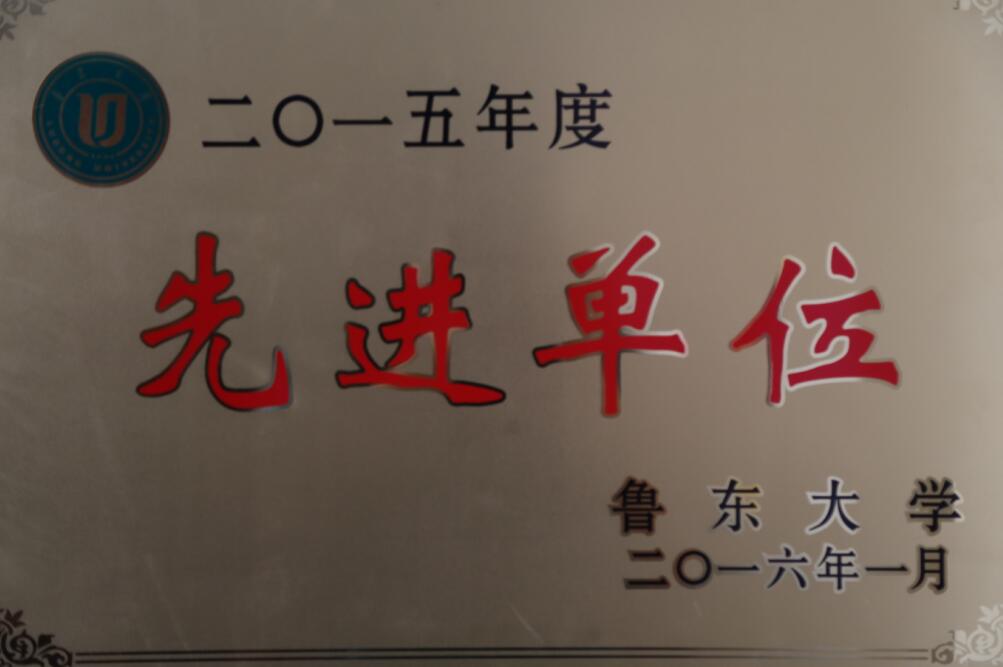 二〇一五年度
先进单位
鲁东大学
二〇一六年一月